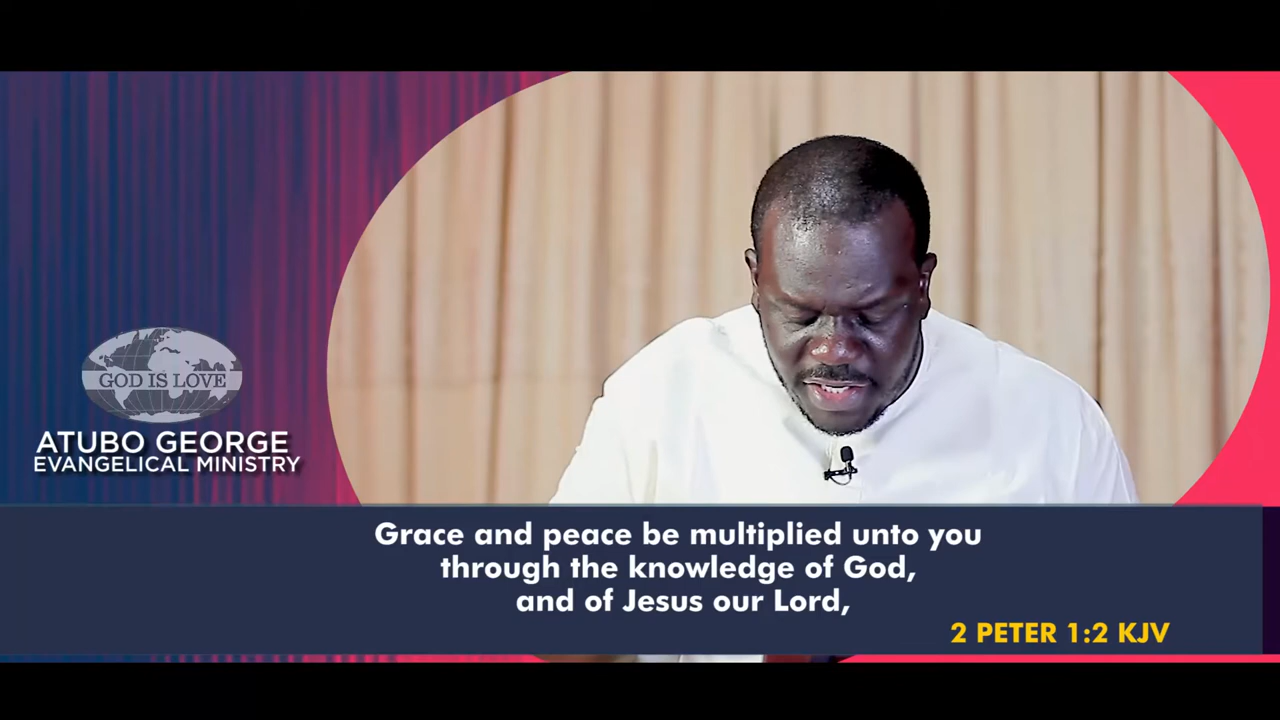 GOD IS LOVE
ATUBO GEORGE
EVANGELICAL MINISTRY
Grace and peace be multiplied unto you
through the knowledge of God,
and of Jesus our Lord,
2 PETER 1:2 KJV